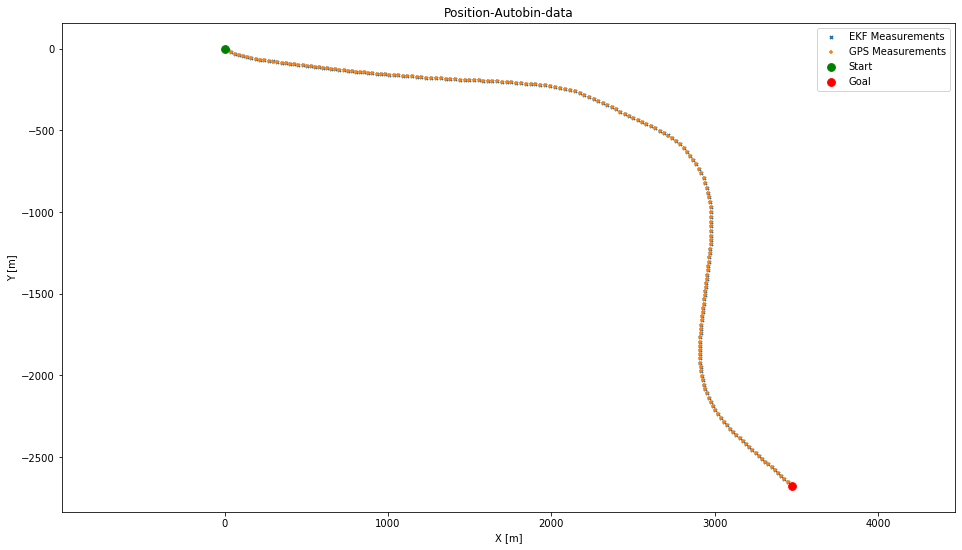 Position-Autobin-data
EKF Measurements
GPS Measurements
Start
Goal
Y [m]
0
−500
−1000
−1500
−2000
−2500
0
1000
2000
3000
4000
X [m]